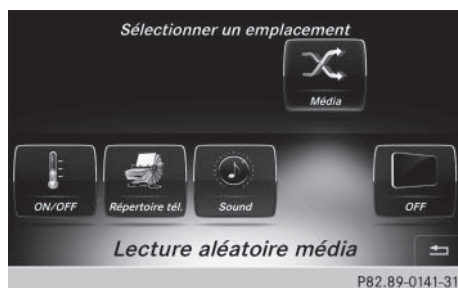 Sélectionner un emplacement
Média
ON/OFF
Répertoire tél.
Sound
OFF
Lecture aléatoire média
P82.89-0141-31